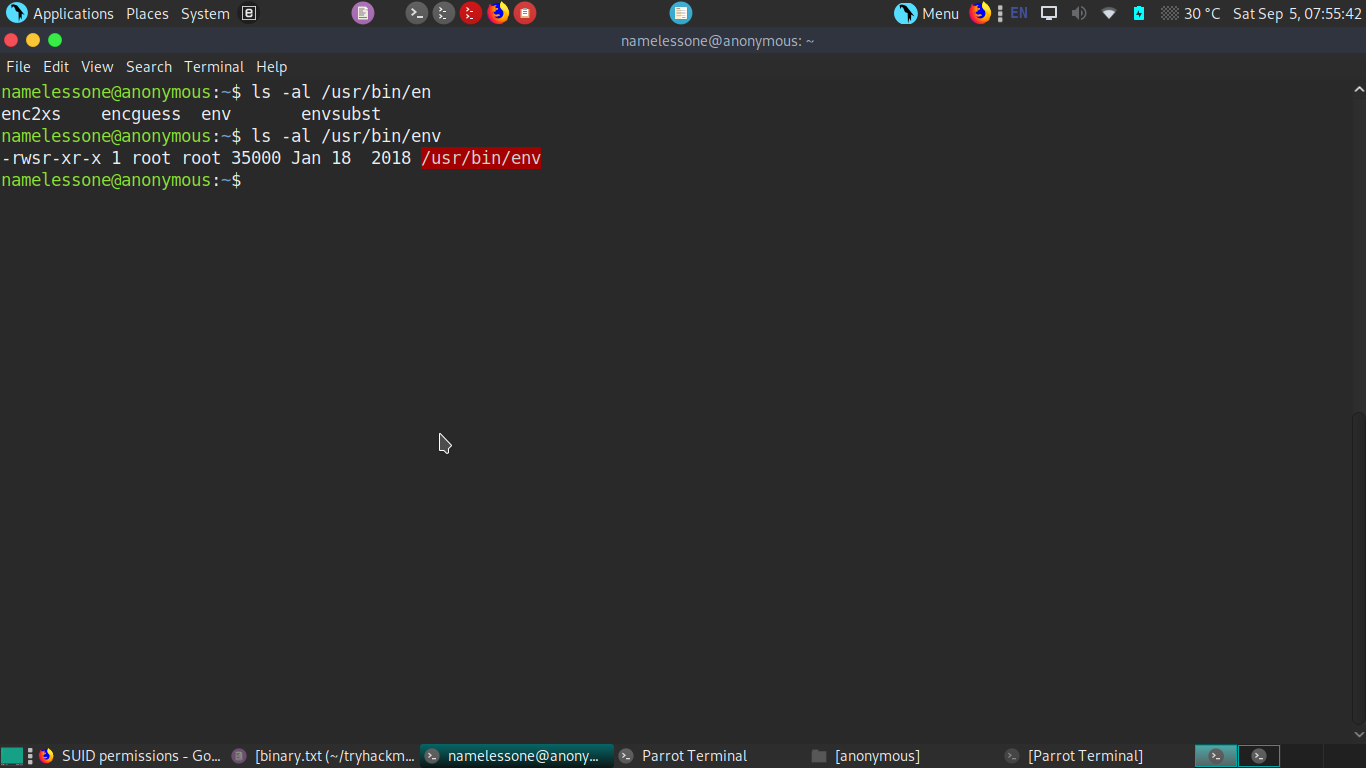 Applications Places System Menu EN 30 °C Sat Sep 5, 07:55:42
namelessone@anonymous: ~
File Edit View Search Terminal Help
namelessone@anonymous:~$ ls -al /usr/bin/en
enc2xs    encguess  env       envsubst
namelessone@anonymous:~$ ls -al /usr/bin/env
-rwsr-xr-x 1 root root 35000 Jan 18  2018 /usr/bin/env
namelessone@anonymous:~$
SUID permissions - Go... [binary.txt (~/tryhackm... namelessone@anony... Parrot Terminal [anonymous] [Parrot Terminal]